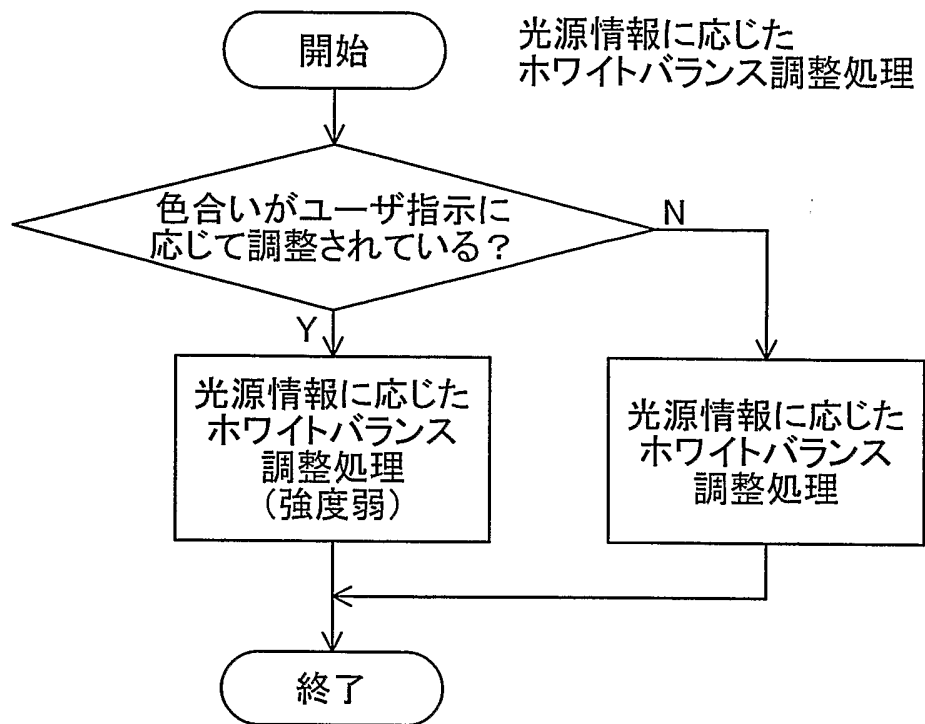 開始
光源情報に応じた
ホワイトバランス調整処理
色合いがユーザ指示に
応じて調整されている？
N
Y
光源情報に応じた
ホワイトバランス
調整処理
（強度弱）
光源情報に応じた
ホワイトバランス
調整処理
終了